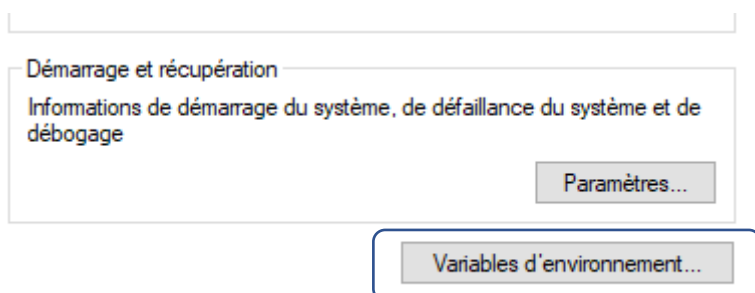 Démarrage et récupération
Informations de démarrage du système, de défaillance du système et de
débogage
Paramètres...
Variables d'environnement...